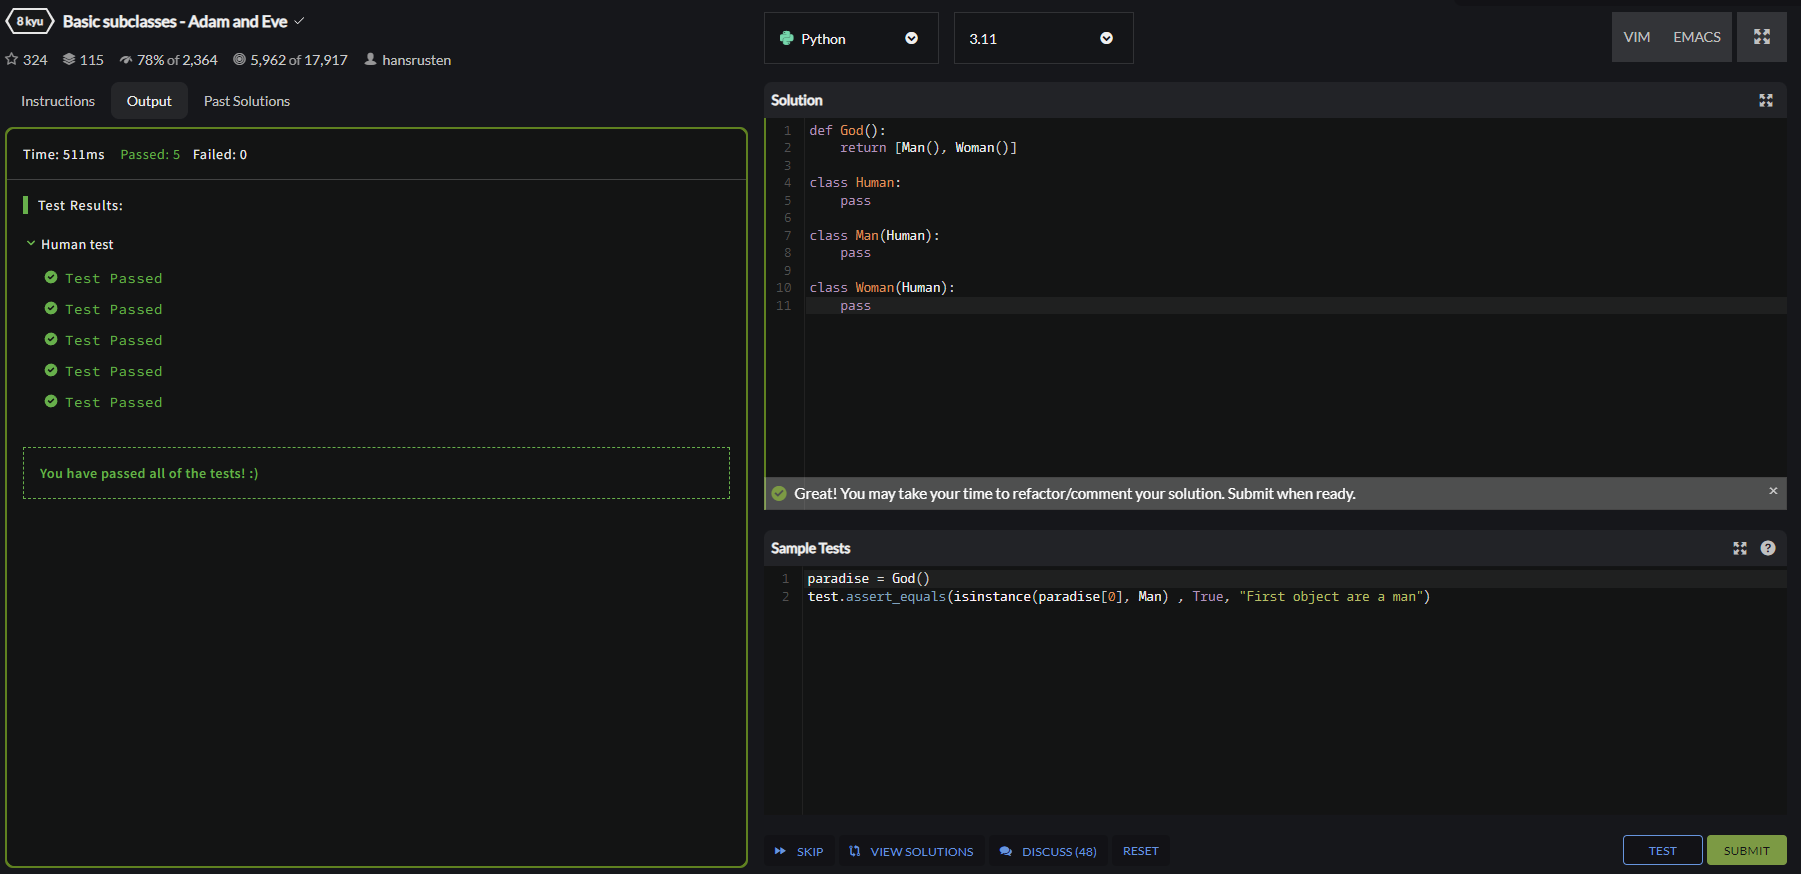 8 kyu Basic subclasses - Adam and Eve
324 115 78% of 2,364 5,962 of 17,917 hansrusten
Instructions Output Past Solutions
Time: 511ms Passed: 5 Failed: 0
Test Results:
Human test
Test Passed
Test Passed
Test Passed
Test Passed
Test Passed
You have passed all of the tests! :)
Python 3.11 VIM EMACS
Solution
1 def God():
2     return [Man(), Woman()]
3
4 class Human:
5     pass
6
7 class Man(Human):
8     pass
9
10 class Woman(Human):
11     pass
Great! You may take your time to refactor/comment your solution. Submit when ready.
Sample Tests
1 paradise = God()
2 test.assert_equals(isinstance(paradise[0], Man) , True, "First object are a man")
SKIP VIEW SOLUTIONS DISCUSS (48) RESET TEST SUBMIT